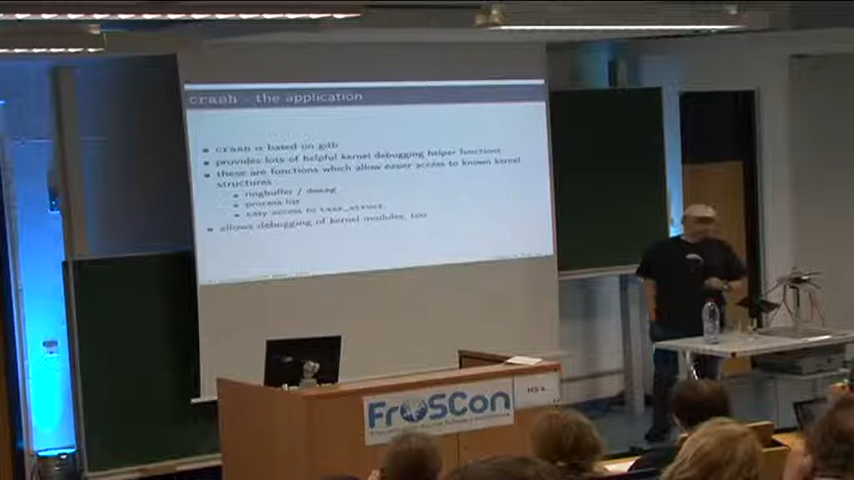 crash – the application
crash is based on gdb
provides lots of helpful kernel debugging helper functions
these are functions which allow easier access to known kernel
structures
ringbuffer / dmesg
process list
easy access to task_struct
allows debugging of kernel modules, too
FrOSCon